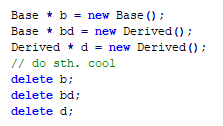 Base * b = new Base();
Base * bd = new Derived();
Derived * d = new Derived();
// do sth. cool
delete b;
delete bd;
delete d;